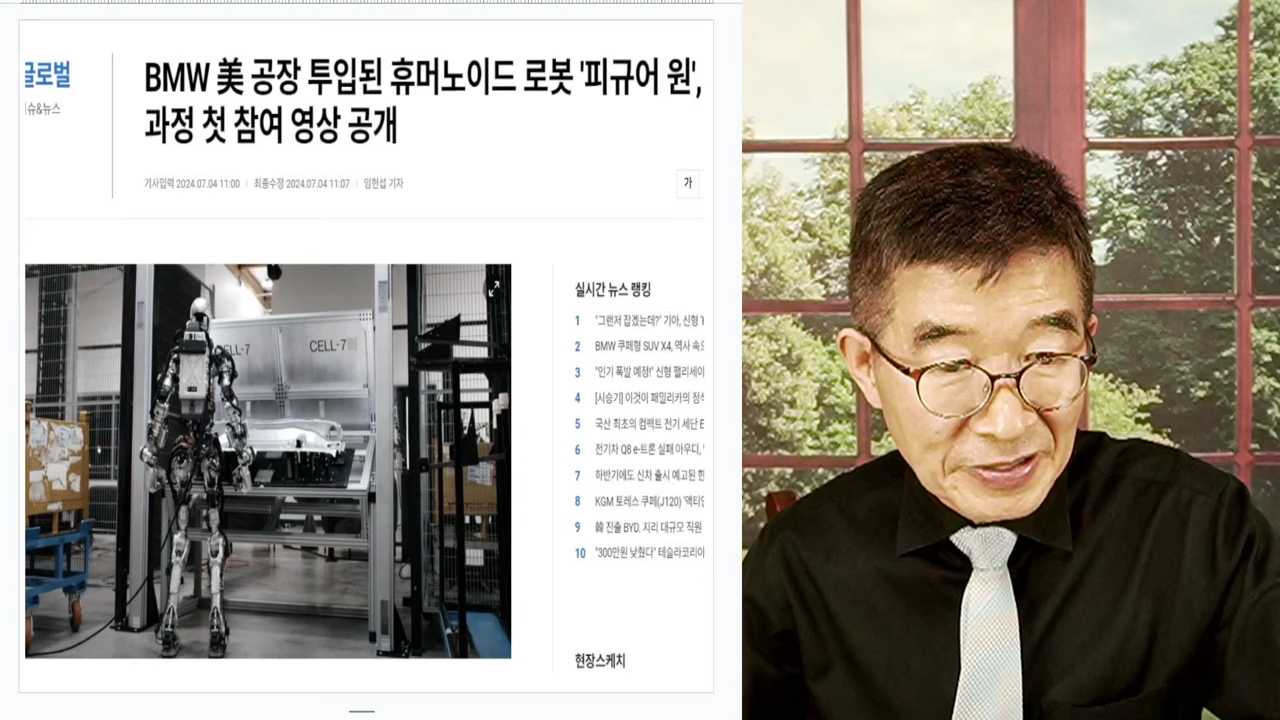 글로벌
슈&뉴스
BMW 美 공장 투입된 휴머노이드 로봇 '피규어 원',
과정 첫 참여 영상 공개
기사입력 2024.07.04 11:00 최종수정 2024.07.04 11:07 임헌섭 기자
가
CELL-7
CELL-7
실시간 뉴스 랭킹
1 "그런저 잡겠는데?" 기아, 신형
2 BMW 쿠페형 SUV X4, 역사 속으
3 "인기 폭발 예정!" 신형 팰리세이
4 [시승기] 이것이 패밀리카의 정석
5 국산 최초의 컴팩트 전기 세단 E
6 전기차 Q8 e-트론 실패 아우디,
7 하반기에도 신차 출시 예고된 한
8 KGM 토레스 쿠페(J120) '액티언
9 韓 진출 BYD. 지리 대규모 직원
10 "300만원 낮췄다" 테슬라코리아
현장스케치